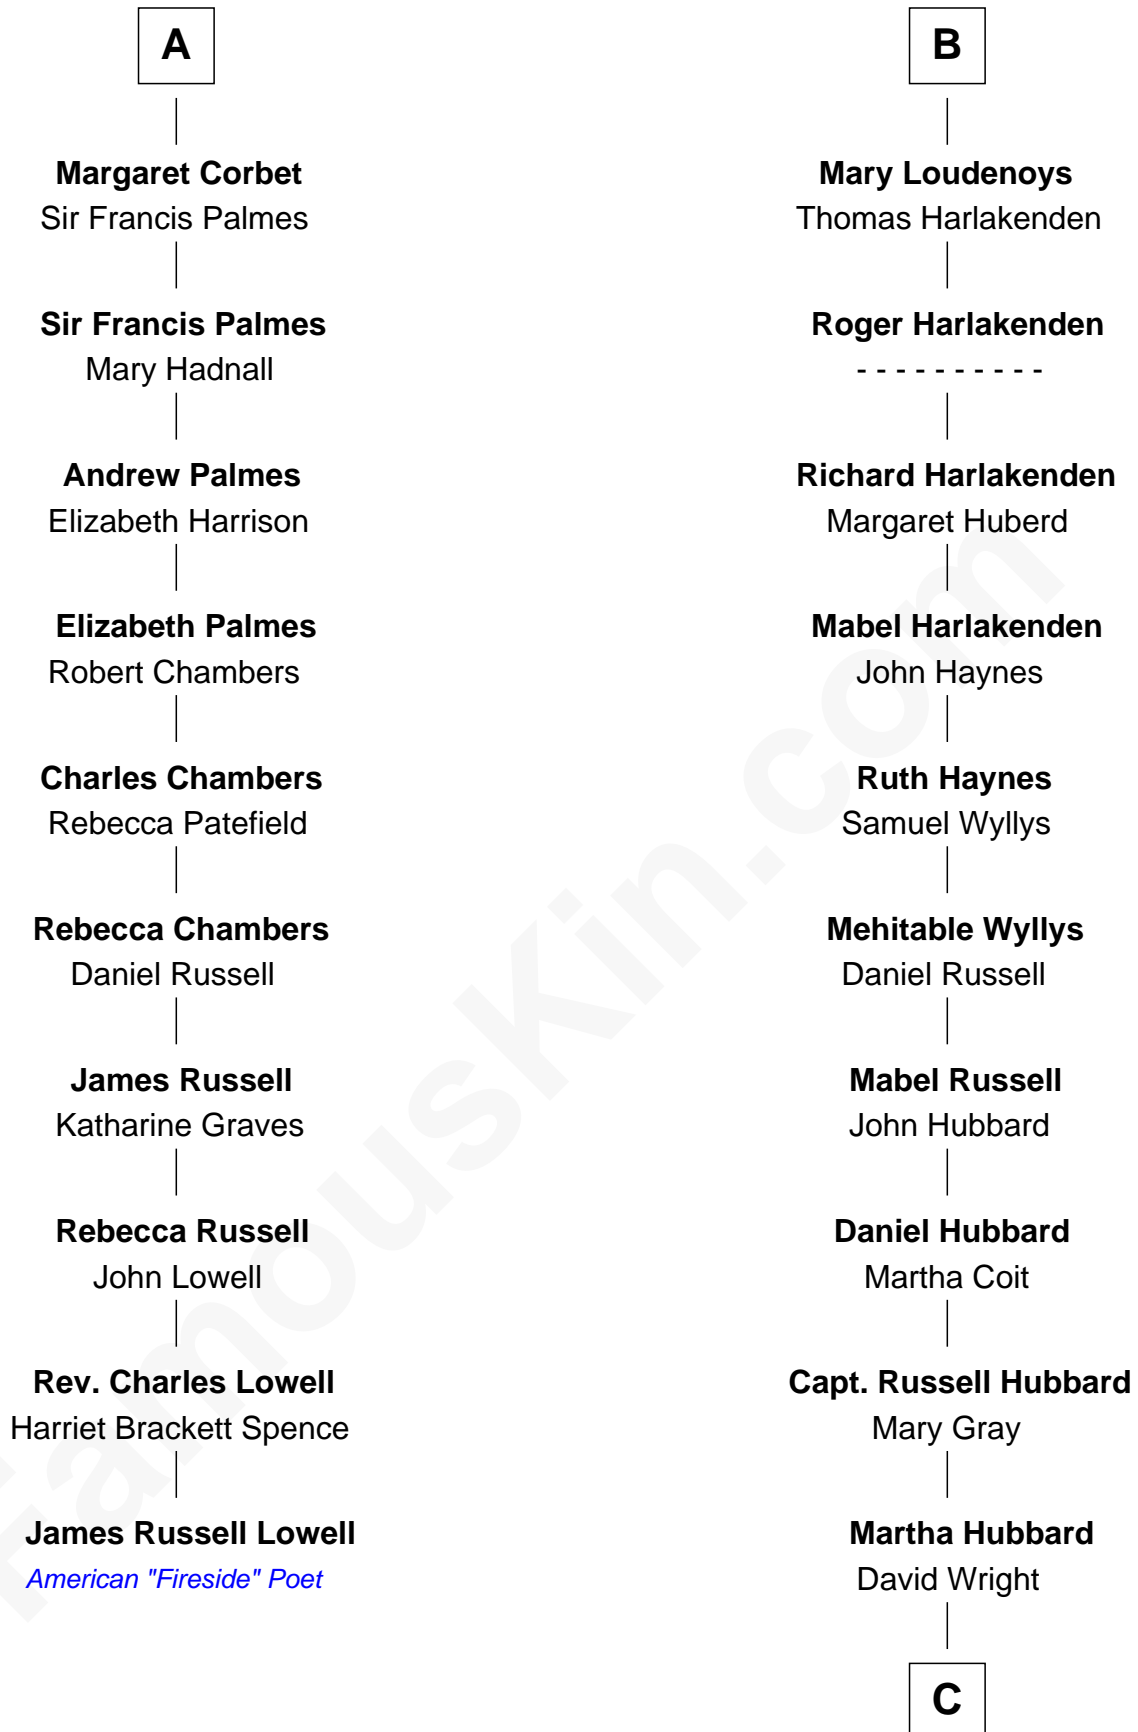 A
Margaret Corbet
Sir Francis Palmes
Sir Francis Palmes
Mary Hadnall
Andrew Palmes
Elizabeth Harrison
Elizabeth Palmes
Robert Chambers
Charles Chambers
Rebecca Patefield
Rebecca Chambers
Daniel Russell
James Russell
Katharine Graves
Rebecca Russell
John Lowell
Rev. Charles Lowell
Harriet Brackett Spence
James Russell Lowell
American "Fireside" Poet
B
Mary Loudenoys
Thomas Harlakenden
Roger Harlakenden
- - - - - - - - - -
Richard Harlakenden
Margaret Huberd
Mabel Harlakenden
John Haynes
Ruth Haynes
Samuel Wyllys
Mehitable Wyllys
Daniel Russell
Mabel Russell
John Hubbard
Daniel Hubbard
Martha Coit
Capt. Russell Hubbard
Mary Gray
Martha Hubbard
David Wright
C
FamousKin.com